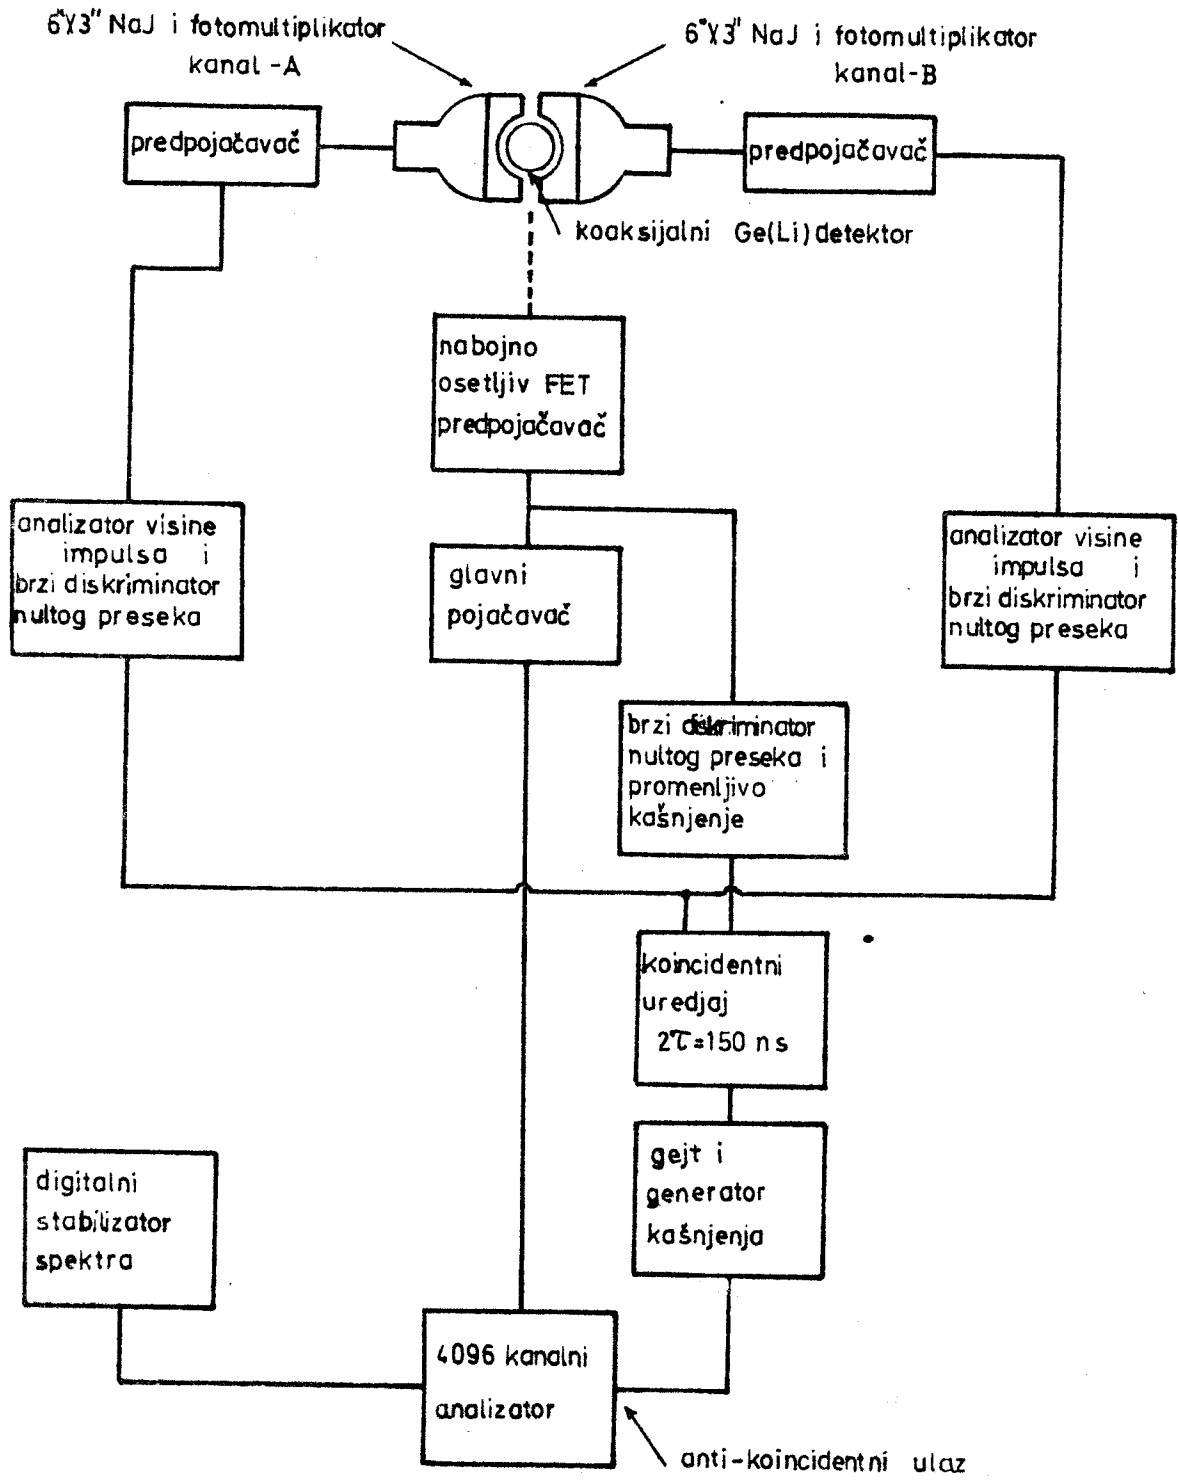 6"X3" NaJ i fotomultiplikator
kanal -A
6"X3" NaJ i fotomultiplikator
kanal-B
predpojačavač
predpojačavač
koaksijalni Ge(Li) detektor
nabojno
osetljiv FET
predpojačavač
analizator visine
impulsa i
brzi diskriminator
nultog preseka
glavni
pojačavač
analizator visine
impulsa i
brzi diskriminator
nultog preseka
brzi diskriminator
nultog preseka i
promenljivo
kašnjenje
koincidentni
uredjaj
2τ=150 ns
gejt i
generator
kašnjenja
digitalni
stabilizator
spektra
4096 kanalni
analizator
anti-koincidentni ulaz